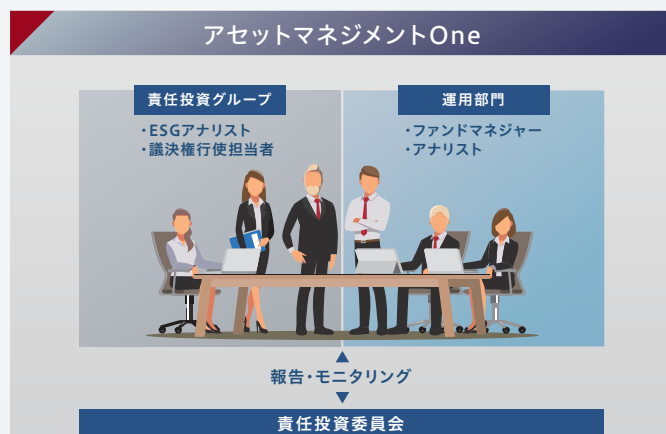 アセットマネジメントOne
責任投資グループ
・ESGアナリスト
・議決権行使担当者
運用部門
・ファンドマネジャー
・アナリスト
報告・モニタリング
責任投資委員会